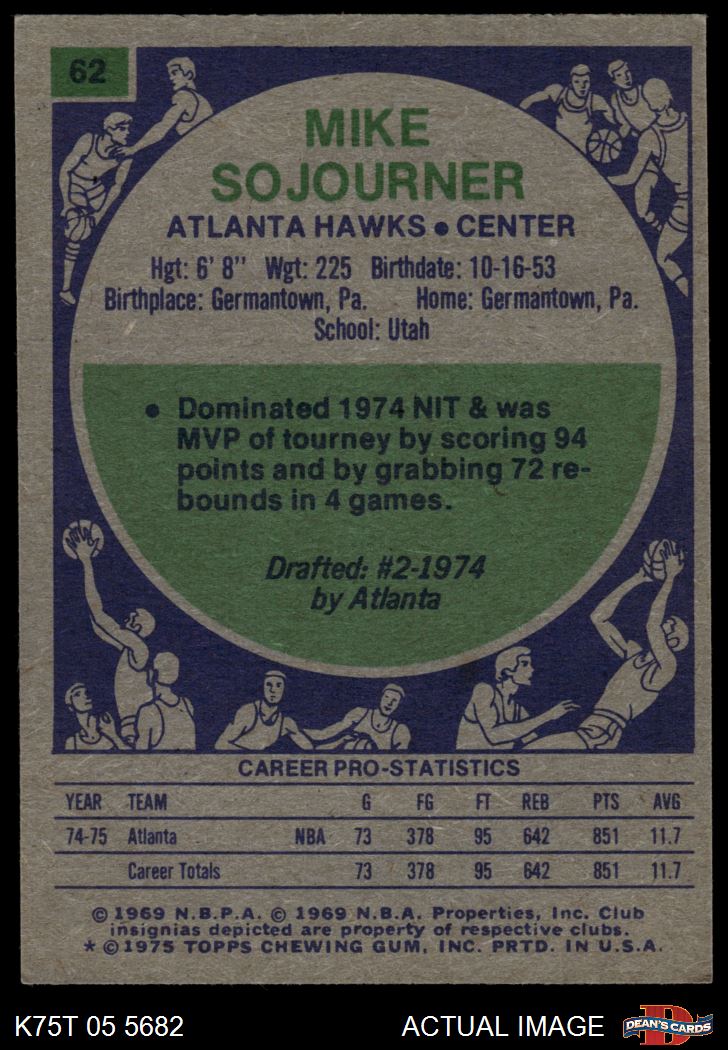 62
MIKE
SOJOURNER
ATLANTA HAWKS • CENTER
Hgt: 6' 8" Wgt: 225 Birthdate: 10-16-53
Birthplace: Germantown, Pa. Home: Germantown, Pa.
School: Utah
• Dominated 1974 NIT & was
MVP of tourney by scoring 94
points and by grabbing 72 re-
bounds in 4 games.
Drafted: #2-1974
by Atlanta
CAREER PRO-STATISTICS
YEAR TEAM G FG FT REB PTS AVG
74-75 Atlanta NBA 73 378 95 642 851 11.7
Career Totals 73 378 95 642 851 11.7
© 1969 N.B.P.A. © 1969 N.B.A. Properties, Inc. Club
insignias depicted are property of respective clubs.
* © 1975 TOPPS CHEWING GUM, INC. PRTD. IN U.S.A.
K75T 05 5682 ACTUAL IMAGE D DEAN'S CARDS